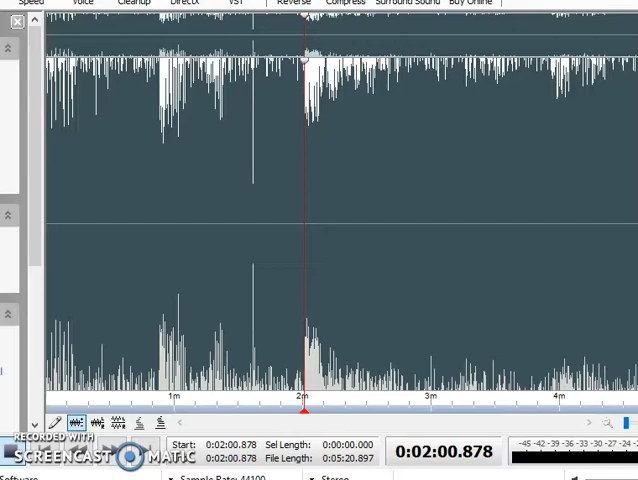 Speed Voice Cleanup DirectX VST Reverse Compress Surround Sound Buy Online
1m 2m 3m 4m
RECORDED WITH
SCREENCAST MATIC
Start: 0:02:00.878 Sel Length: 0:00:00.000
0:02:00.878 File Length: 0:05:20.897
0:02:00.878
-45 -42 -39 -36 -33 -30 -27 -24 -21
Software Sample Rate: 44100 Stereo